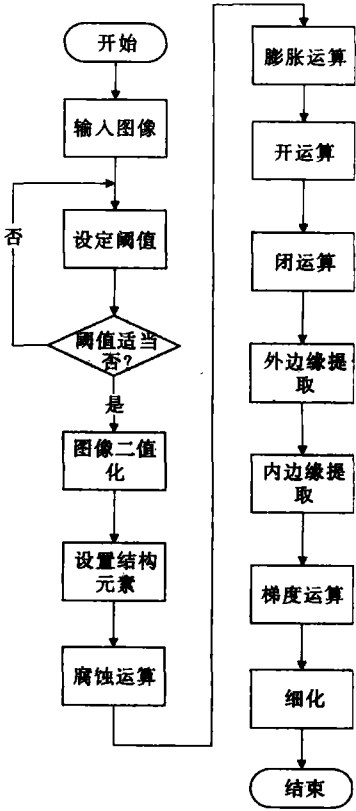 开始
输入图像
设定阈值
否
阈值适当
否？
是
图像二值
化
设置结构
元素
腐蚀运算
膨胀运算
开运算
闭运算
外边缘提
取
内边缘提
取
梯度运算
细化
结束